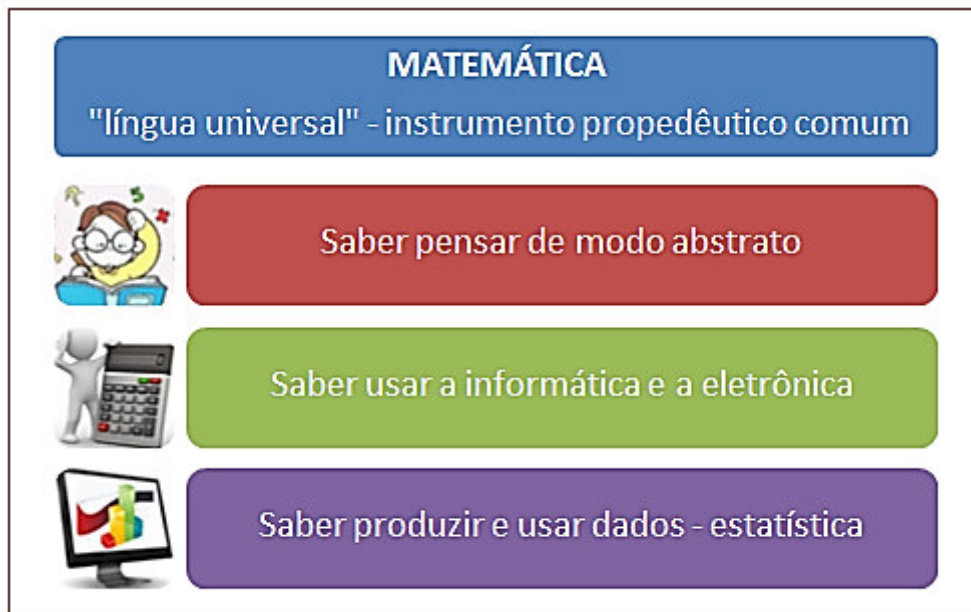 MATEMÁTICA
"língua universal" - instrumento propedêutico comum
Saber pensar de modo abstrato
Saber usar a informática e a eletrônica
Saber produzir e usar dados - estatística